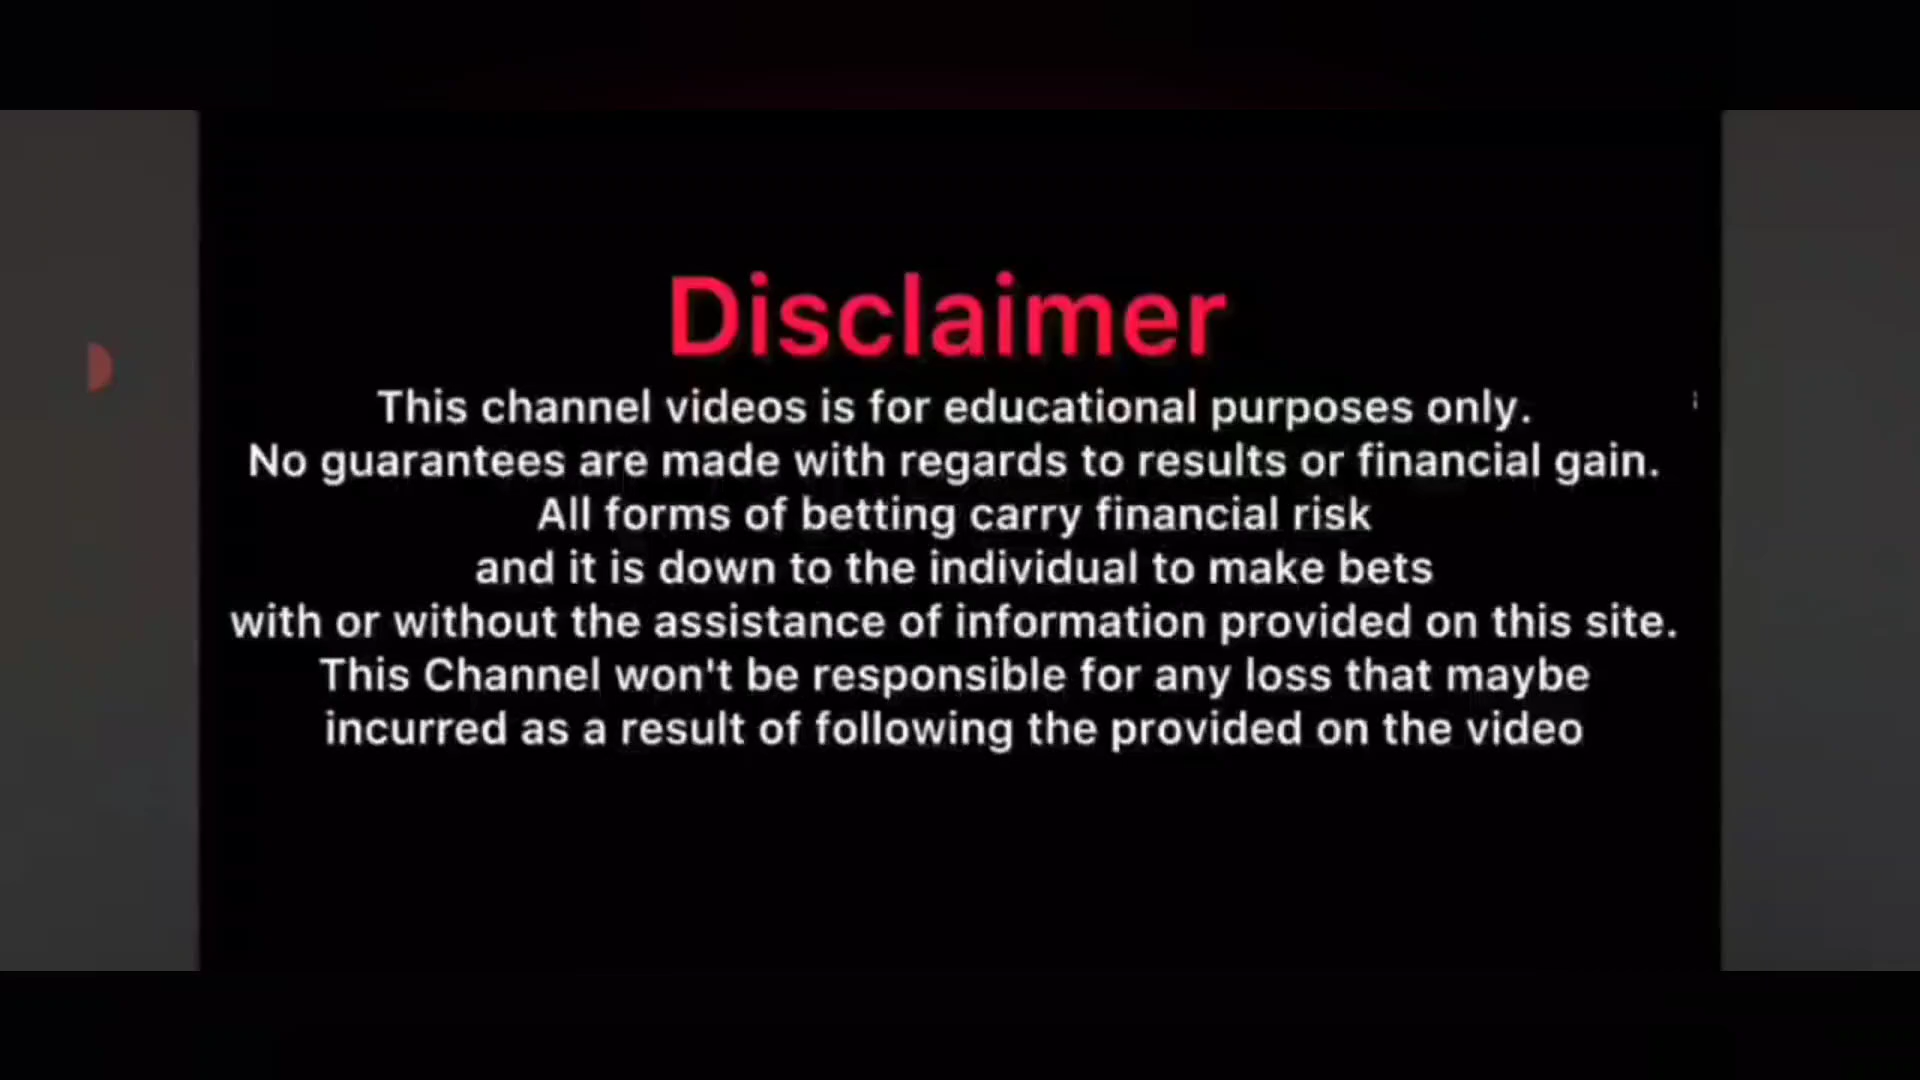 Disclaimer
This channel videos is for educational purposes only.
No guarantees are made with regards to results or financial gain.
All forms of betting carry financial risk
and it is down to the individual to make bets
with or without the assistance of information provided on this site.
This Channel won't be responsible for any loss that maybe
incurred as a result of following the provided on the video